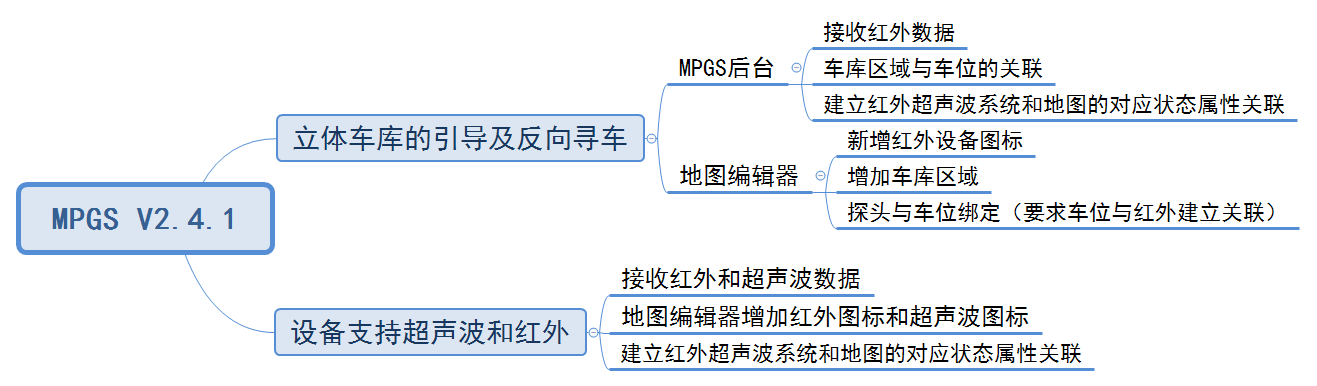 MPGS V2.4.1
立体车库的引导及反向寻车
MPGS后台
接收红外数据
车库区域与车位的关联
建立红外超声波系统和地图的对应状态属性关联
地图编辑器
新增红外设备图标
增加车库区域
探头与车位绑定（要求车位与红外建立关联）
设备支持超声波和红外
接收红外和超声波数据
地图编辑器增加红外图标和超声波图标
建立红外超声波系统和地图的对应状态属性关联